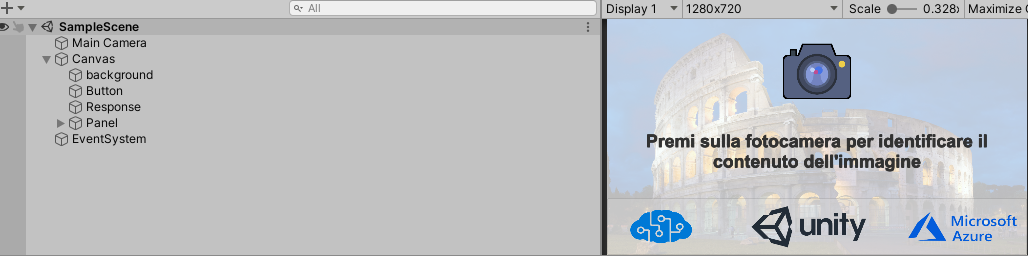 All
SampleScene
Main Camera
Canvas
background
Button
Response
Panel
EventSystem
Display 1
1280x720
Scale
0.328x
Maximize
Premi sulla fotocamera per identificare il
contenuto dell'immagine
unity
Microsoft
Azure